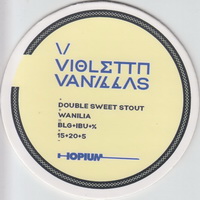 V
VIOLETTA
VANILLAS
DOUBLE SWEET STOUT
WANILIA
BLG+IBU+%
15+20+5
HOPIUM